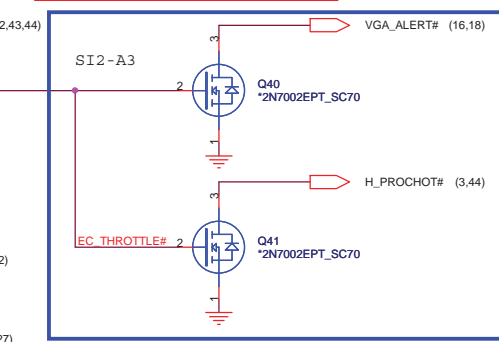 2,43,44)
3
VGA_ALERT# (16,18)
SI2-A3
2
Q40
*2N7002EPT_SC70
1
3
H_PROCHOT# (3,44)
EC_THROTTLE#
2
Q41
*2N7002EPT_SC70
2)
1
27)